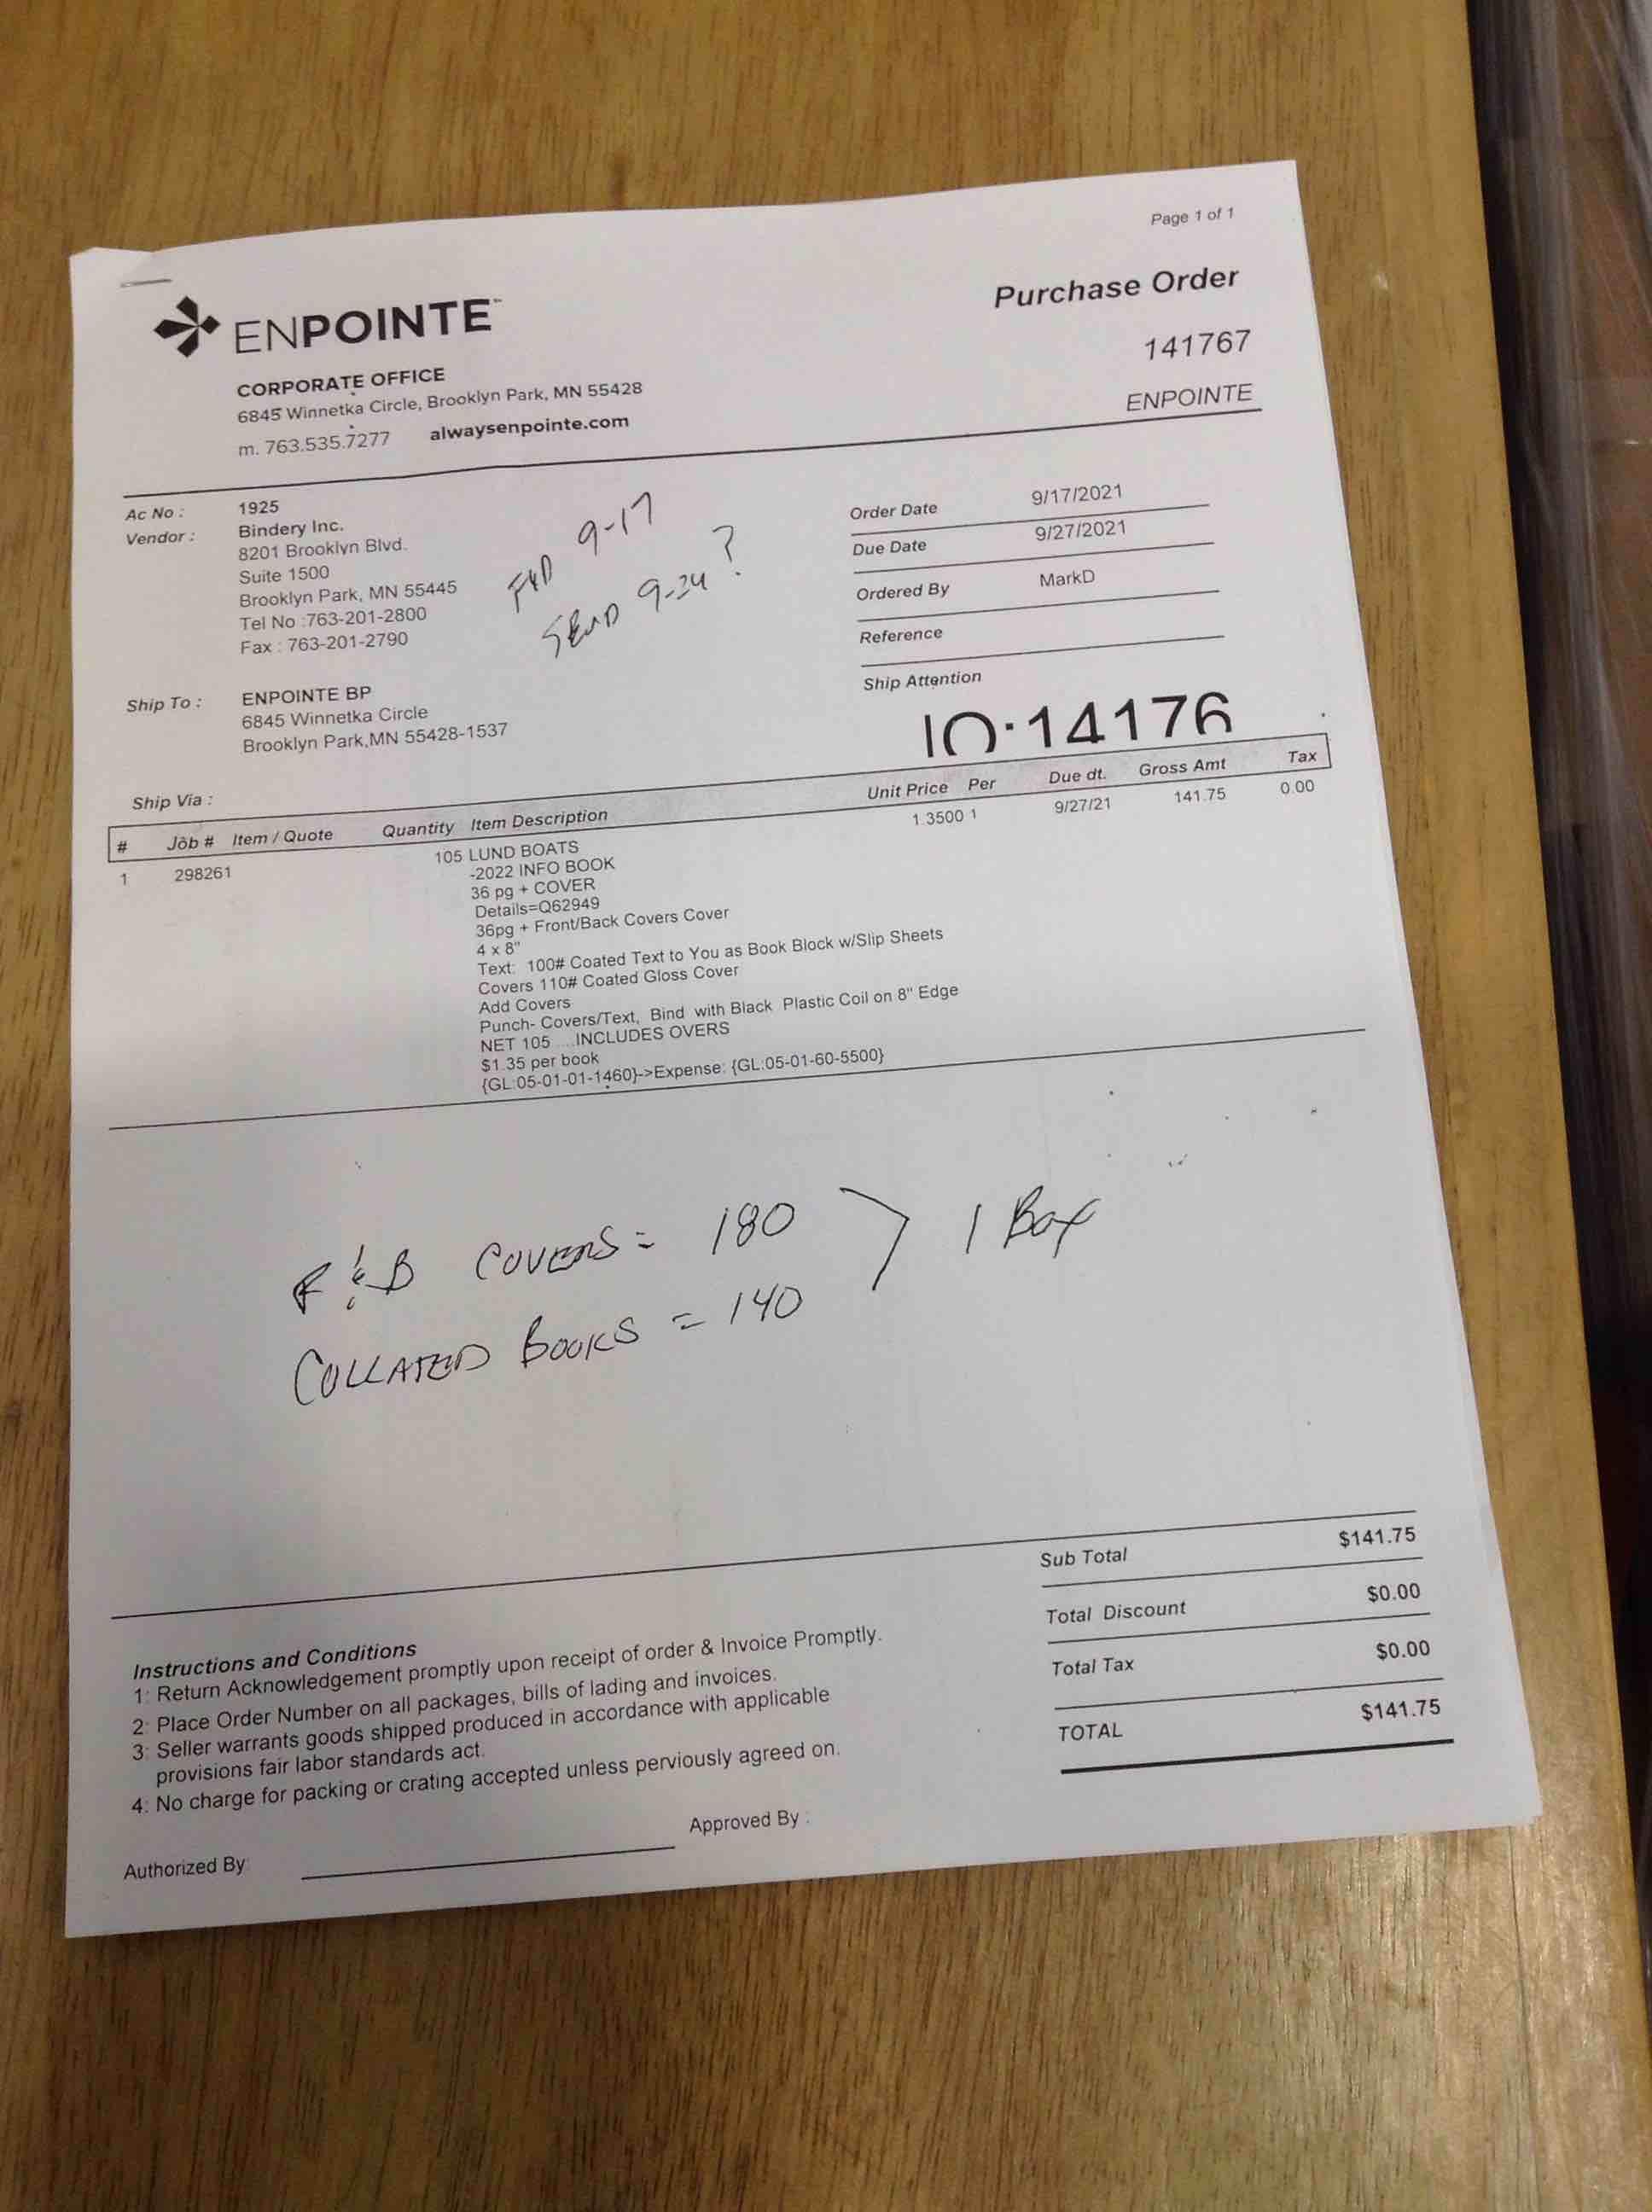 Page 1 of 1
ENPOINTE
Purchase Order
141767
ENPOINTE
CORPORATE OFFICE
6845 Winnetka Circle, Brooklyn Park, MN 55428
m. 763.535.7277 alwaysenpointe.com
Ac No : 1925
Vendor : Bindery Inc.
8201 Brooklyn Blvd.
Suite 1500
Brooklyn Park, MN 55445
Tel No :763-201-2800
Fax : 763-201-2790
9-17
SEND 9-24 ?
Order Date 9/17/2021
Due Date 9/27/2021
Ordered By MarkD
Reference
Ship Attention
Ship To : ENPOINTE BP
6845 Winnetka Circle
Brooklyn Park,MN 55428-1537
14176
Ship Via :
# Job # Item / Quote Quantity Item Description Unit Price Per Due dt. Gross Amt Tax
1 298261 105 LUND BOATS 1.3500 1 9/27/21 141.75 0.00
-2022 INFO BOOK
36 pg + COVER
Details=Q62949
36pg + Front/Back Covers Cover
4 x 8"
Text: 100# Coated Text to You as Book Block w/Slip Sheets
Covers 110# Coated Gloss Cover
Add Covers
Punch- Covers/Text, Bind with Black Plastic Coil on 8" Edge
NET 105 ....INCLUDES OVERS
$1.35 per book
{GL:05-01-01-1460}->Expense: {GL:05-01-60-5500}
F & B COVERS = 180
COLLATED BOOKS = 140
1 Box
Sub Total $141.75
Total Discount $0.00
Total Tax $0.00
TOTAL $141.75
Instructions and Conditions
1: Return Acknowledgement promptly upon receipt of order & Invoice Promptly.
2: Place Order Number on all packages, bills of lading and invoices.
3: Seller warrants goods shipped produced in accordance with applicable
provisions fair labor standards act.
4: No charge for packing or crating accepted unless perviously agreed on.
Authorized By:
Approved By :